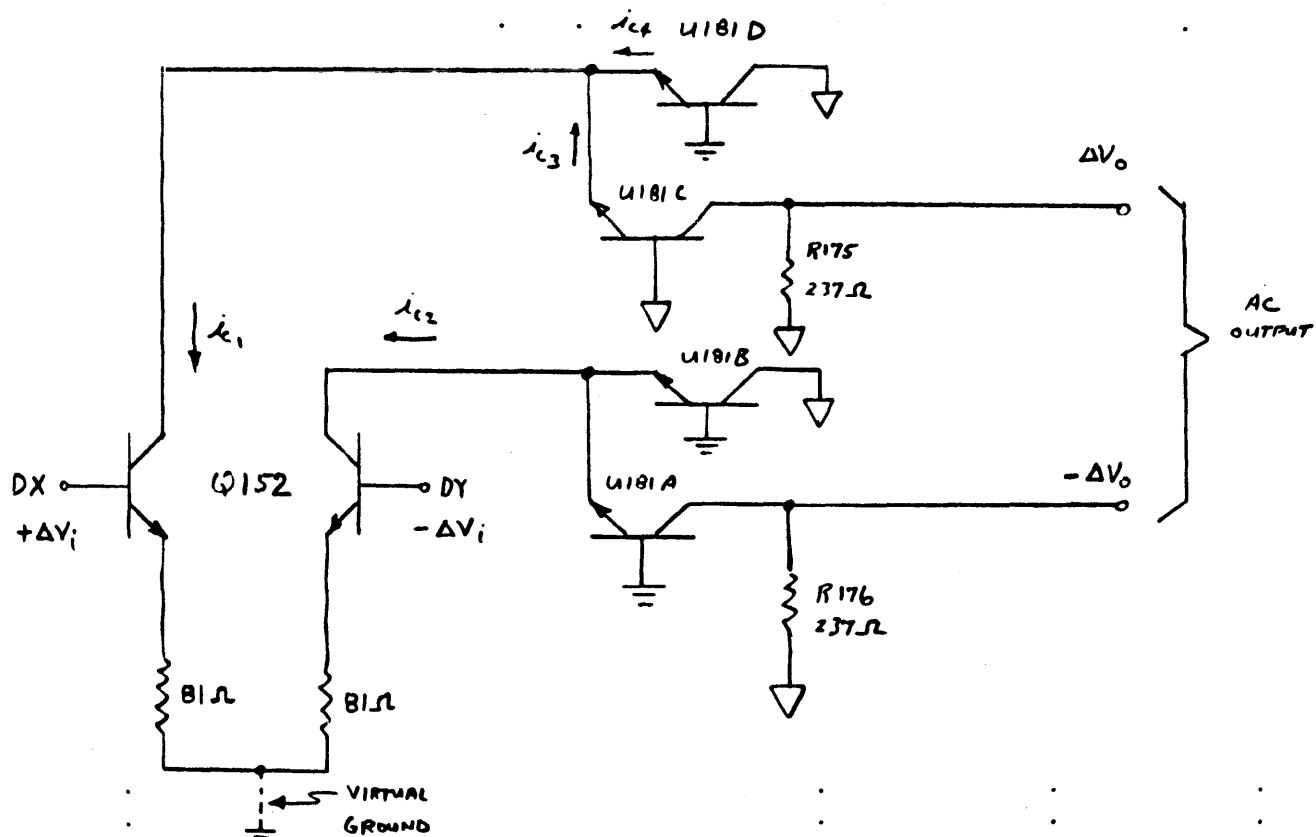 ic4 U181D
ic3
U181C
ΔVo
R175
237Ω
AC
OUTPUT
ic1
ic2
U181B
DX
Q152
DY
+ΔVi
-ΔVi
U181A
-ΔVo
R176
237Ω
81Ω
81Ω
VIRTUAL
GROUND